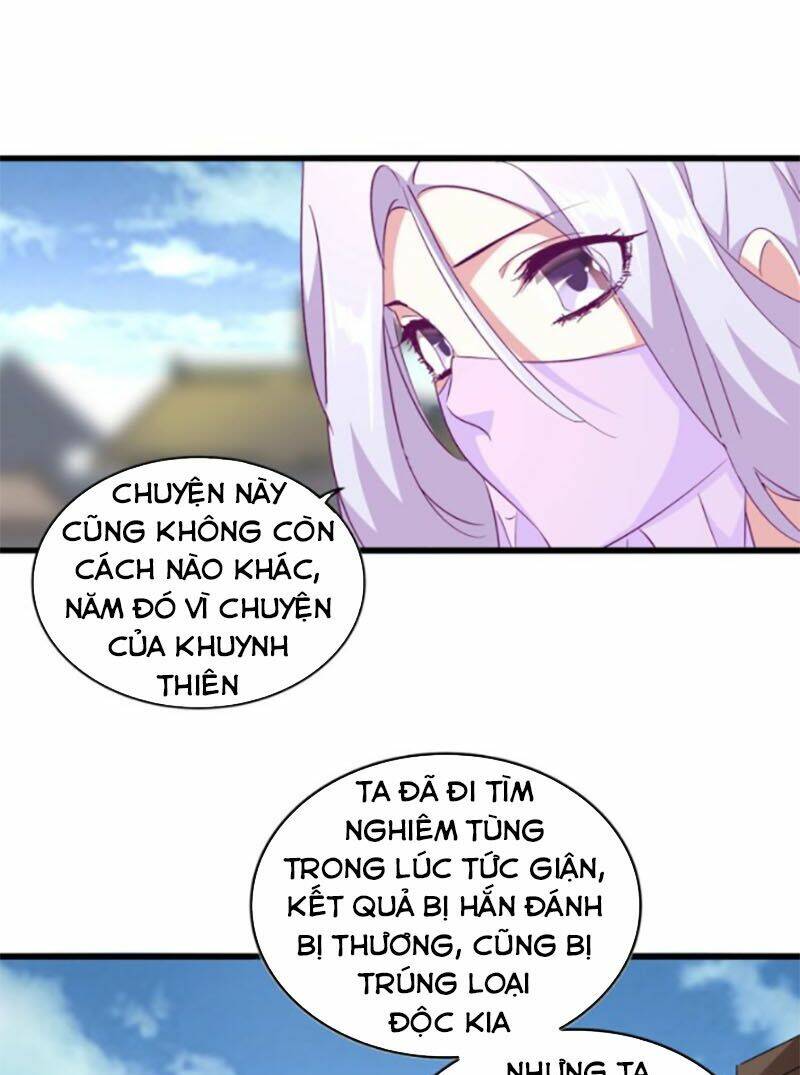 CHUYỆN NÀY
CŨNG KHÔNG CÒN
CÁCH NÀO KHÁC,
NĂM ĐÓ VÌ CHUYỆN
CỦA KHUYNH
THIÊN
TA ĐÃ ĐI TÌM
NGHIÊM TÙNG
TRONG LÚC TỨC GIẬN,
KẾT QUẢ BỊ HẮN ĐÁNH
BỊ THƯƠNG, CŨNG BỊ
TRÚNG LOẠI
ĐỘC KIA
NHƯNG TA